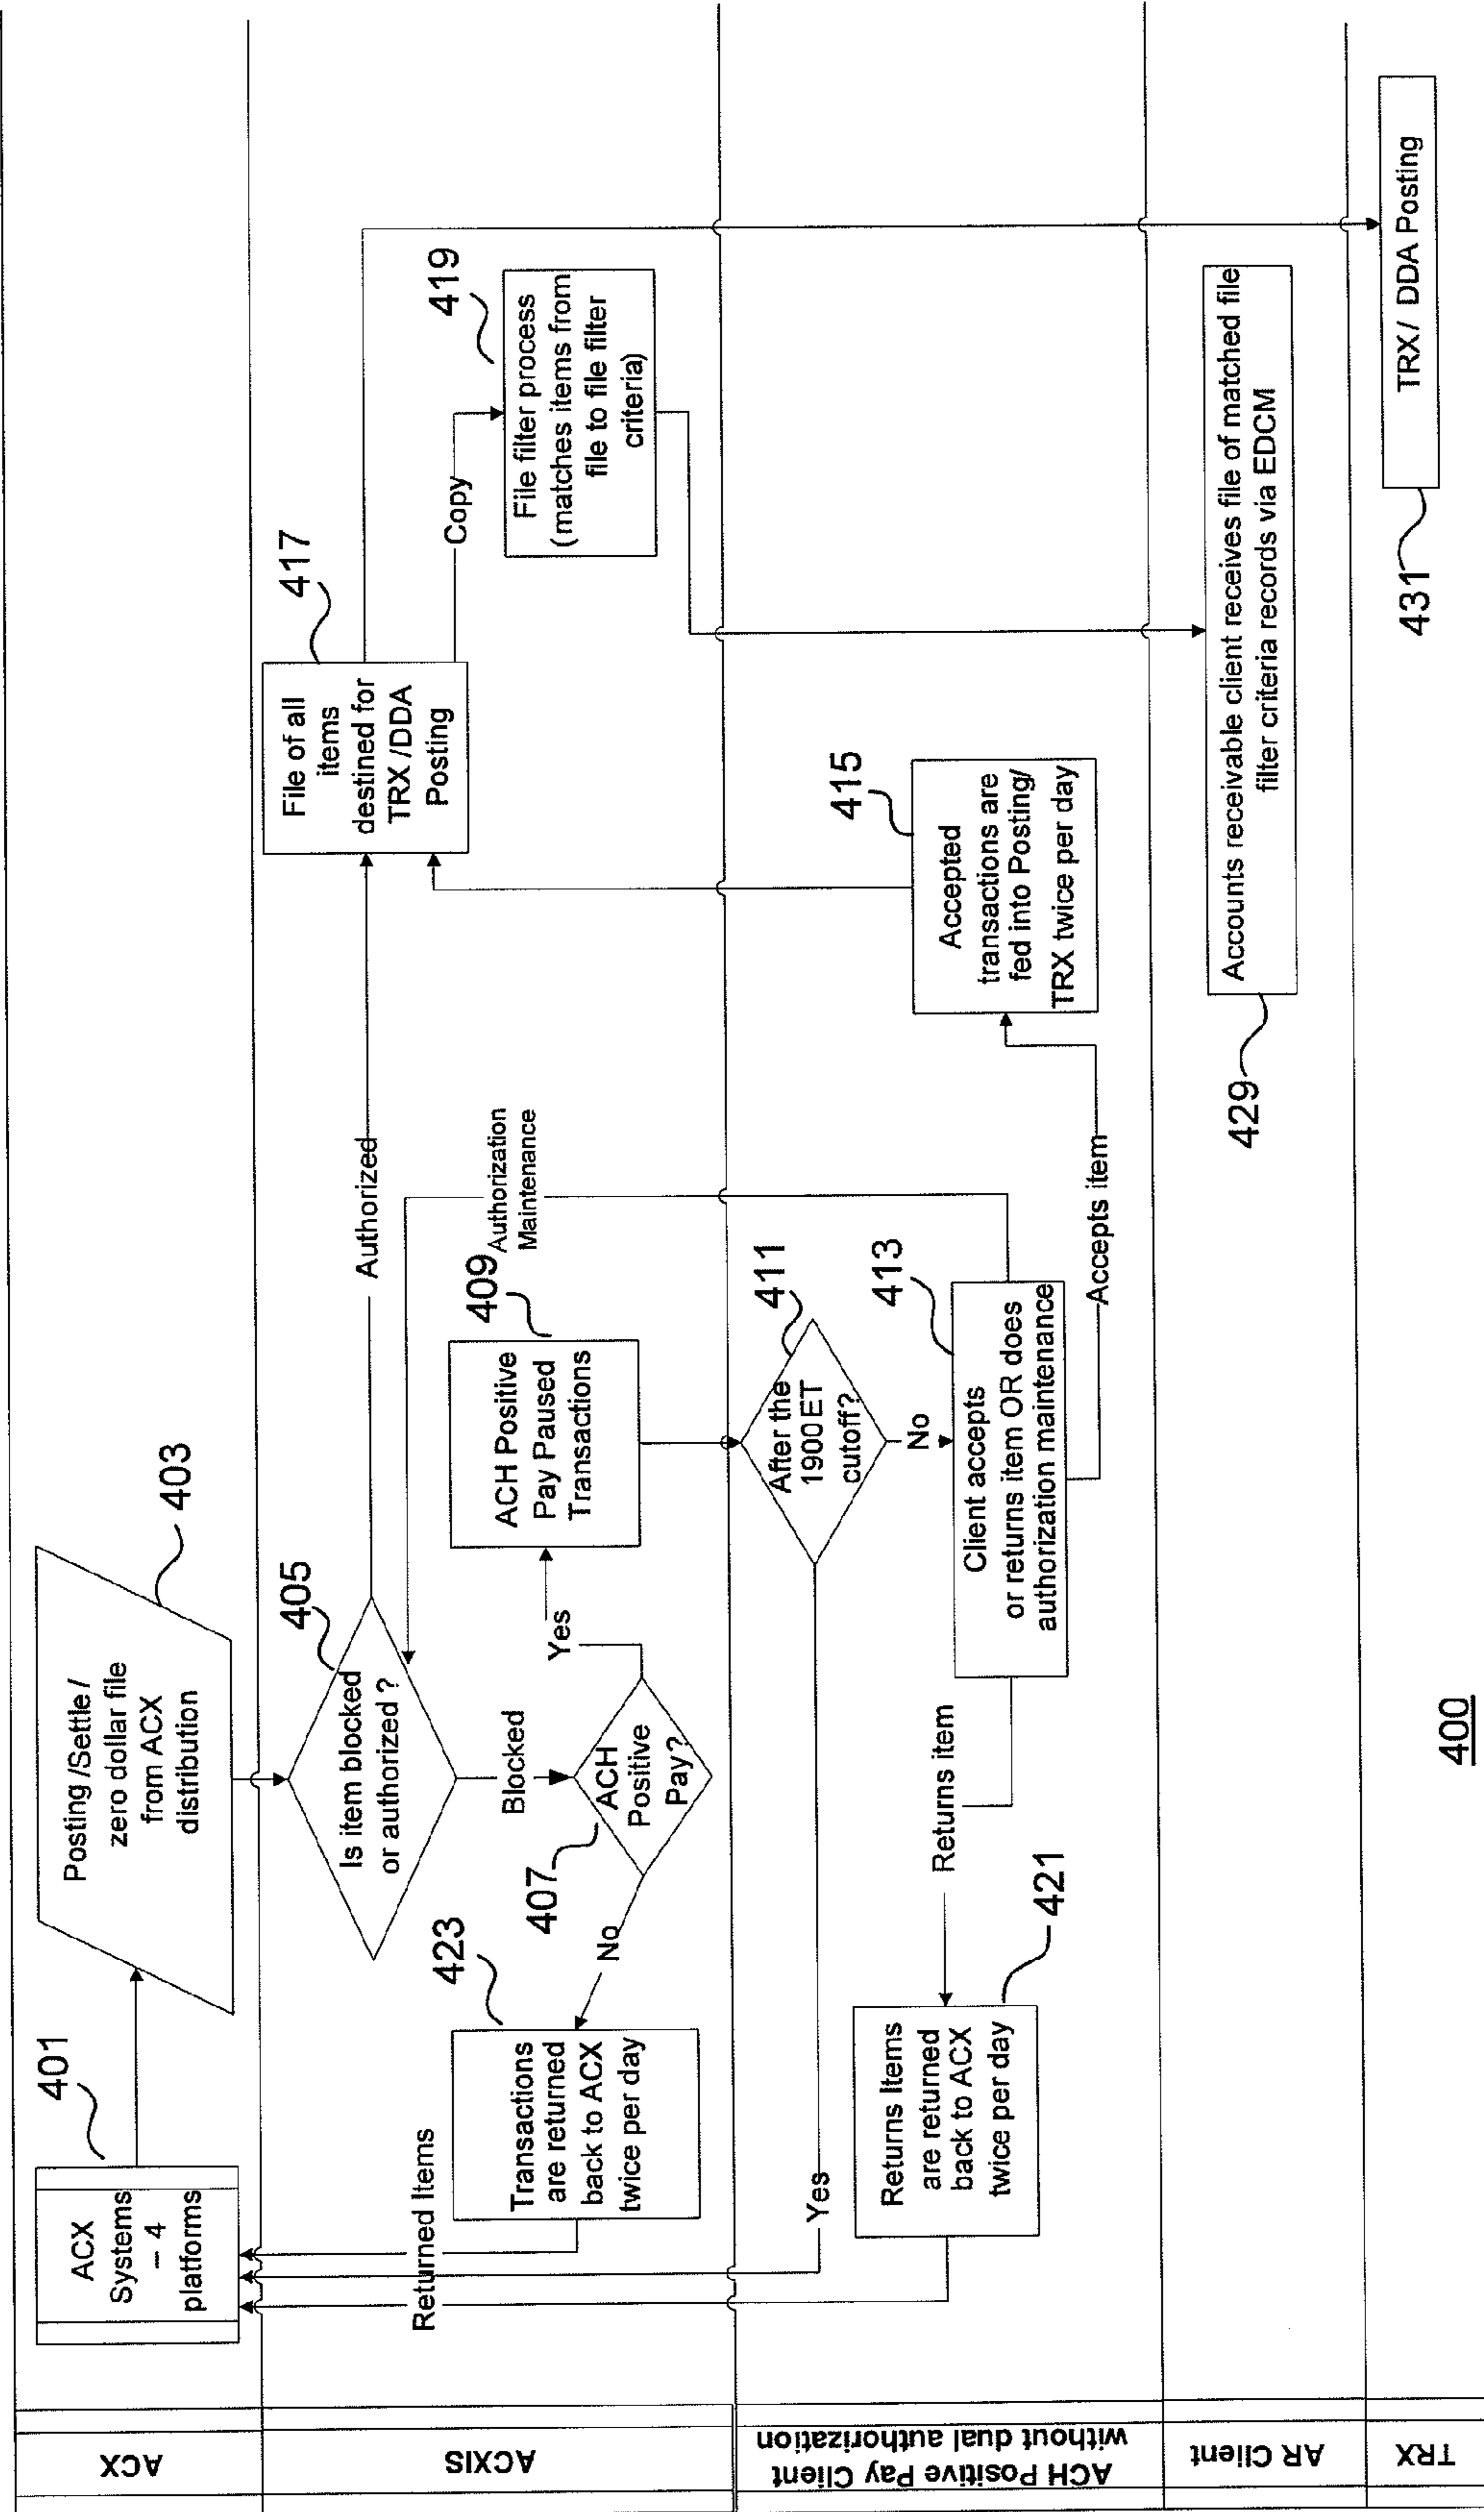 ACX
ACXIS
ACH Positive Pay Client
without dual authorization
AR Client
TRX
401
ACX
Systems
– 4
platforms
403
Posting /Settle /
zero dollar file
from ACX
distribution
405
Is item blocked
or authorized ?
Authorized
Blocked
407
ACH
Positive
Pay?
No
Yes
423
Transactions
are returned
back to ACX
twice per day
Returned Items
409
ACH Positive
Pay Paused
Transactions
Authorization
Maintenance
417
File of all
items
destined for
TRX /DDA
Posting
Copy
419
File filter process
(matches items from
file to file filter
criteria)
411
After the
1900 ET
cutoff?
Yes
No
413
Client accepts
or returns item OR does
authorization maintenance
Returns item
Accepts item
421
Returns Items
are returned
back to ACX
twice per day
415
Accepted
transactions are
fed into Posting/
TRX twice per day
429
Accounts receivable client receives file of matched file
filter criteria records via EDCM
431
TRX / DDA Posting
400